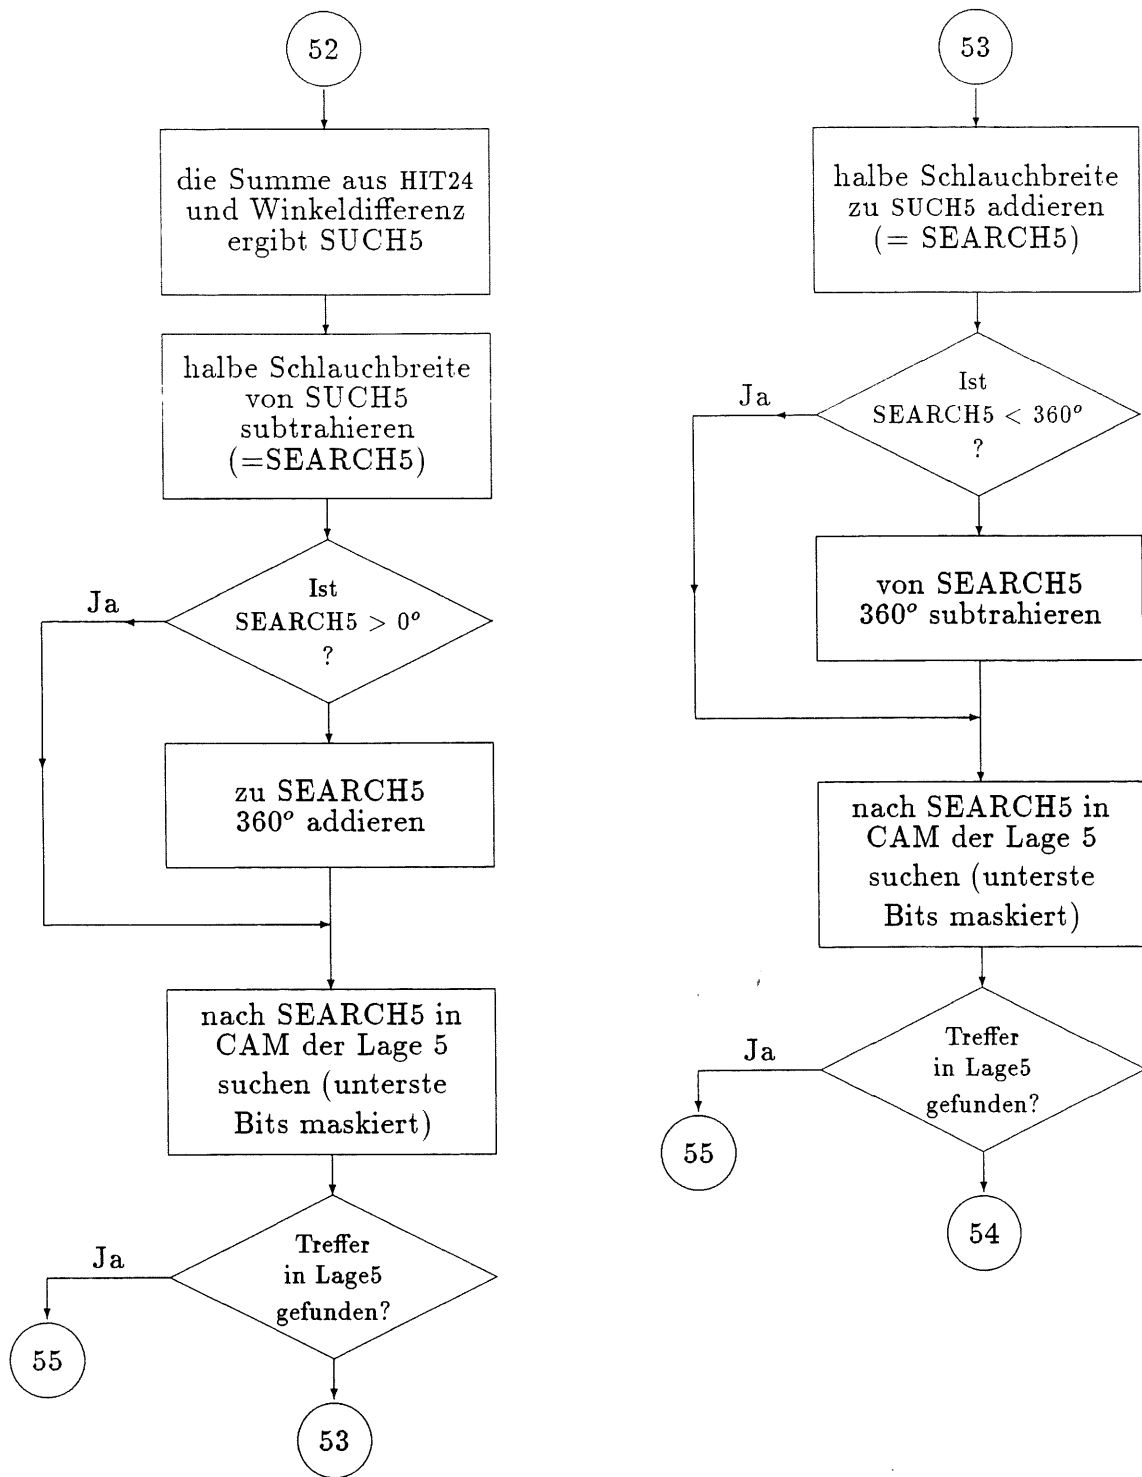 52
die Summe aus HIT24
und Winkeldifferenz
ergibt SUCH5
halbe Schlauchbreite
von SUCH5
subtrahieren
(=SEARCH5)
Ist
SEARCH5 > 0°
?
Ja
zu SEARCH5
360° addieren
nach SEARCH5 in
CAM der Lage 5
suchen (unterste
Bits maskiert)
Treffer
in Lage5
gefunden?
Ja
55
53
53
halbe Schlauchbreite
zu SUCH5 addieren
(= SEARCH5)
Ist
SEARCH5 < 360°
?
Ja
von SEARCH5
360° subtrahieren
nach SEARCH5 in
CAM der Lage 5
suchen (unterste
Bits maskiert)
Treffer
in Lage5
gefunden?
Ja
55
54